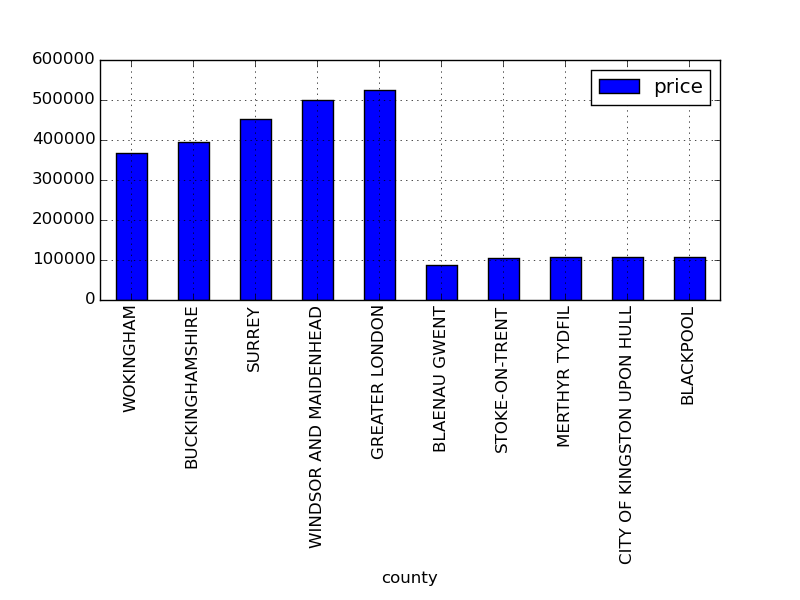 600000
500000
400000
300000
200000
100000
0
price
WOKINGHAM
BUCKINGHAMSHIRE
SURREY
WINDSOR AND MAIDENHEAD
GREATER LONDON
BLAENAU GWENT
STOKE-ON-TRENT
MERTHYR TYDFIL
CITY OF KINGSTON UPON HULL
BLACKPOOL
county